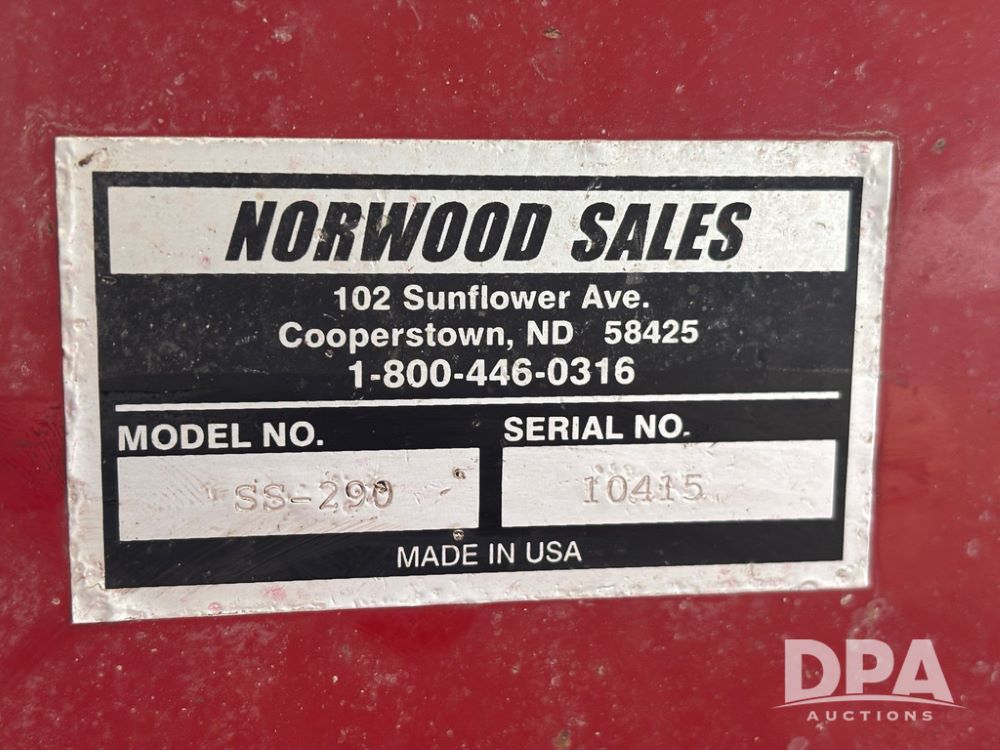 NORWOOD SALES
102 Sunflower Ave.
Cooperstown, ND 58425
1-800-446-0316
MODEL NO. SERIAL NO.
SS-290 10415
MADE IN USA
DPA
AUCTIONS